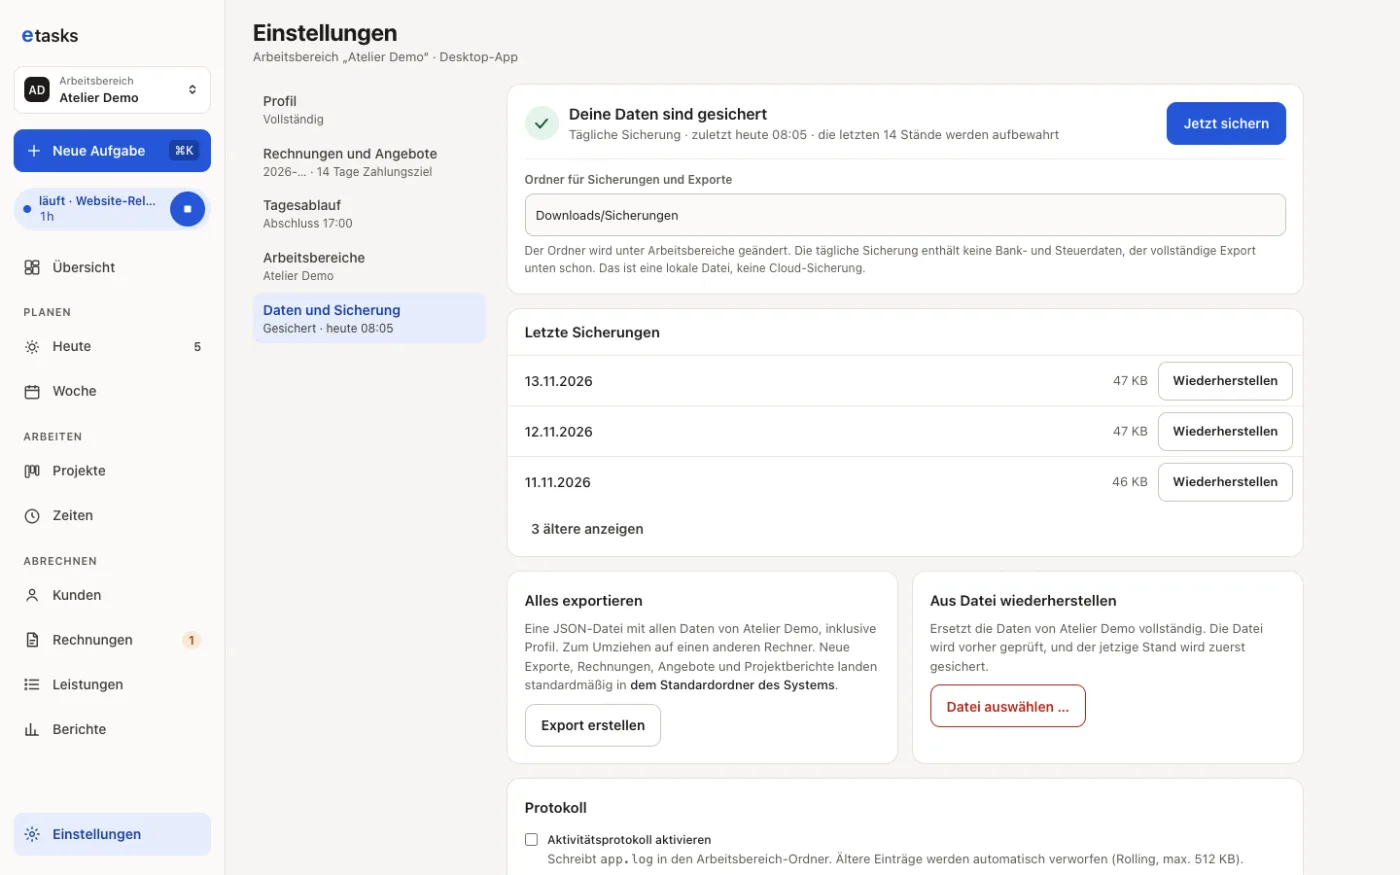 etasks
AD
Arbeitsbereich
Atelier Demo
Neue Aufgabe ⌘K
läuft · Website-Rel...
1h
Übersicht
PLANEN
Heute 5
Woche
ARBEITEN
Projekte
Zeiten
ABRECHNEN
Kunden
Rechnungen 1
Leistungen
Berichte
Einstellungen
Einstellungen
Arbeitsbereich „Atelier Demo“ · Desktop-App
Profil
Vollständig
Rechnungen und Angebote
2026-... · 14 Tage Zahlungsziel
Tagesablauf
Abschluss 17:00
Arbeitsbereiche
Atelier Demo
Daten und Sicherung
Gesichert · heute 08:05
Deine Daten sind gesichert
Tägliche Sicherung · zuletzt heute 08:05 · die letzten 14 Stände werden aufbewahrt
Jetzt sichern
Ordner für Sicherungen und Exporte
Downloads/Sicherungen
Der Ordner wird unter Arbeitsbereiche geändert. Die tägliche Sicherung enthält keine Bank- und Steuerdaten, der vollständige Export
unten schon. Das ist eine lokale Datei, keine Cloud-Sicherung.
Letzte Sicherungen
13.11.2026 47 KB Wiederherstellen
12.11.2026 47 KB Wiederherstellen
11.11.2026 46 KB Wiederherstellen
3 ältere anzeigen
Alles exportieren
Eine JSON-Datei mit allen Daten von Atelier Demo, inklusive
Profil. Zum Umziehen auf einen anderen Rechner. Neue
Exporte, Rechnungen, Angebote und Projektberichte landen
standardmäßig in dem Standardordner des Systems.
Export erstellen
Aus Datei wiederherstellen
Ersetzt die Daten von Atelier Demo vollständig. Die Datei
wird vorher geprüft, und der jetzige Stand wird zuerst
gesichert.
Datei auswählen ...
Protokoll
Aktivitätsprotokoll aktivieren
Schreibt app.log in den Arbeitsbereich-Ordner. Ältere Einträge werden automatisch verworfen (Rolling, max. 512 KB).